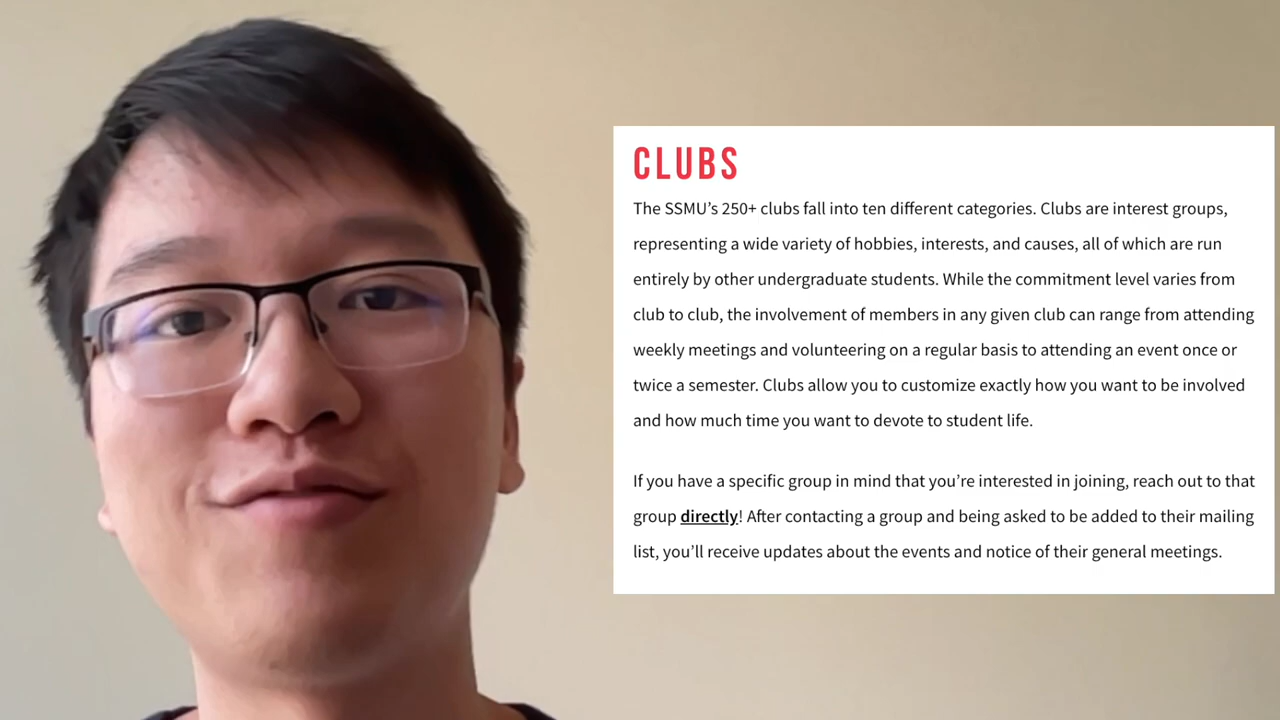 CLUBS
The SSMU’s 250+ clubs fall into ten different categories. Clubs are interest groups,
representing a wide variety of hobbies, interests, and causes, all of which are run
entirely by other undergraduate students. While the commitment level varies from
club to club, the involvement of members in any given club can range from attending
weekly meetings and volunteering on a regular basis to attending an event once or
twice a semester. Clubs allow you to customize exactly how you want to be involved
and how much time you want to devote to student life.
If you have a specific group in mind that you’re interested in joining, reach out to that
group directly! After contacting a group and being asked to be added to their mailing
list, you’ll receive updates about the events and notice of their general meetings.